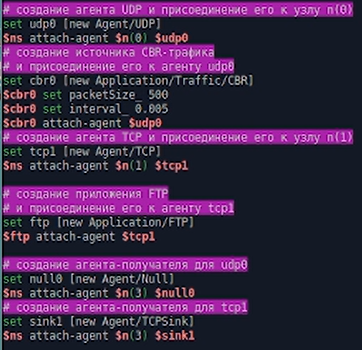 # создание агента UDP и присоединение его к узлу n(0)
set udp0 [new Agent/UDP]
$ns attach-agent $n(0) $udp0
# создание источника CBR-трафика
# и присоединение его к агенту udp0
set cbr0 [new Application/Traffic/CBR]
$cbr0 set packetSize_ 500
$cbr0 set interval_ 0.005
$cbr0 attach-agent $udp0
# создание агента TCP и присоединение его к узлу n(1)
set tcp1 [new Agent/TCP]
$ns attach-agent $n(1) $tcp1
# создание приложения FTP
# и присоединение его к агенту tcp1
set ftp [new Application/FTP]
$ftp attach-agent $tcp1
# создание агента-получателя для udp0
set null0 [new Agent/Null]
$ns attach-agent $n(3) $null0
# создание агента-получателя для tcp1
set sink1 [new Agent/TCPSink]
$ns attach-agent $n(3) $sink1